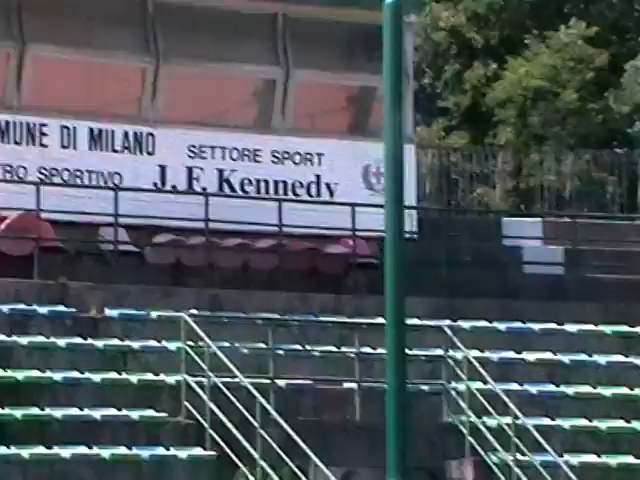 MUNE DI MILANO
SETTORE SPORT
TRO SPORTIVO
J. F. Kennedy